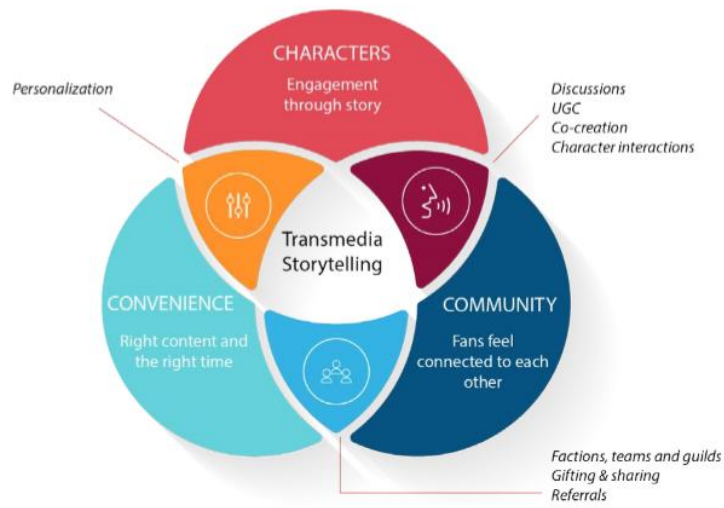 CHARACTERS
Engagement
through story
Personalization
Discussions
UGC
Co-creation
Character interactions
Transmedia
Storytelling
CONVENIENCE
Right content and
the right time
COMMUNITY
Fans feel
connected to each
other
Factions, teams and guilds
Gifting & sharing
Referrals